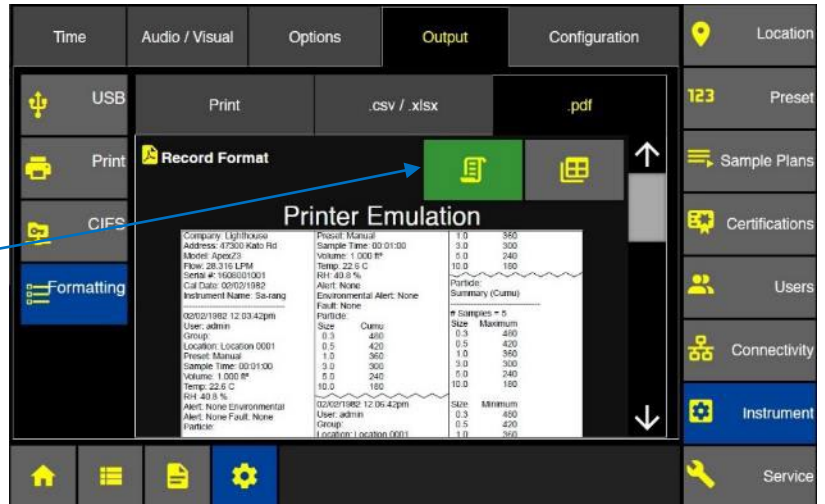 Time
Audio / Visual
Options
Output
Configuration
Location
USB
Print
.csv / .xlsx
.pdf
123
Preset
Print
Record Format
Sample Plans
CIFS
Printer Emulation
Certifications
Formatting
Users
Connectivity
Instrument
Service
Company: Lighthouse
Address: 47300 Kato Rd
Model: ApexZ3
Flow: 28.316 LPM
Serial #: 1608001001
Cal Date: 02/02/1982
Instrument Name: Sa-rang
02/02/1982 12:03:42pm
User: admin
Group:
Location: Location 0001
Preset: Manual
Sample Time: 00:01:00
Volume: 1.000 ft³
Temp: 22.6 C
RH: 40.8 %
Alert: None Environmental
Alert: None Fault: None
Particle:
Preset: Manual
Sample Time: 00:01:00
Volume: 1.000 ft³
Temp: 22.6 C
RH: 40.8 %
Alert: None
Environmental Alert: None
Fault: None
Particle:
Size Cumu
0.3 480
0.5 420
1.0 360
3.0 300
5.0 240
10.0 180
02/02/1982 12:06:42pm
User: admin
Group:
Location: Location 0001
1.0 360
3.0 300
5.0 240
10.0 180
Particle:
Summary (Cumu)
# Samples = 5
Size Maximum
0.3 480
0.5 420
1.0 360
3.0 300
5.0 240
10.0 180
Size Minimum
0.3 480
0.5 420
1.0 360